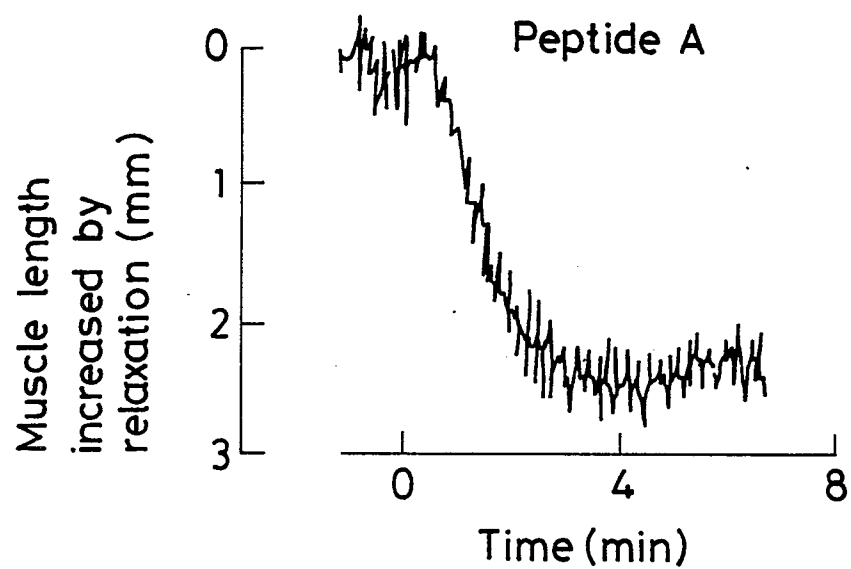 Peptide A
0
1
2
3
Muscle length
increased by
relaxation (mm)
0 4 8
Time (min)